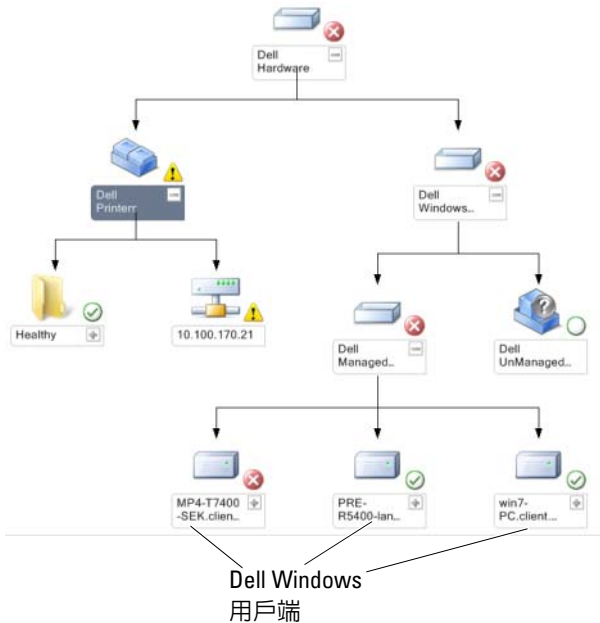 Dell
Hardware
Dell
Printerr
Dell
Windows...
Healthy
10.100.170.21
Dell
Managed...
Dell
UnManaged...
MP4-T7400
-SEK.clien...
PRE-
R5400-lan...
win7-
PC.client....
Dell Windows
用戶端